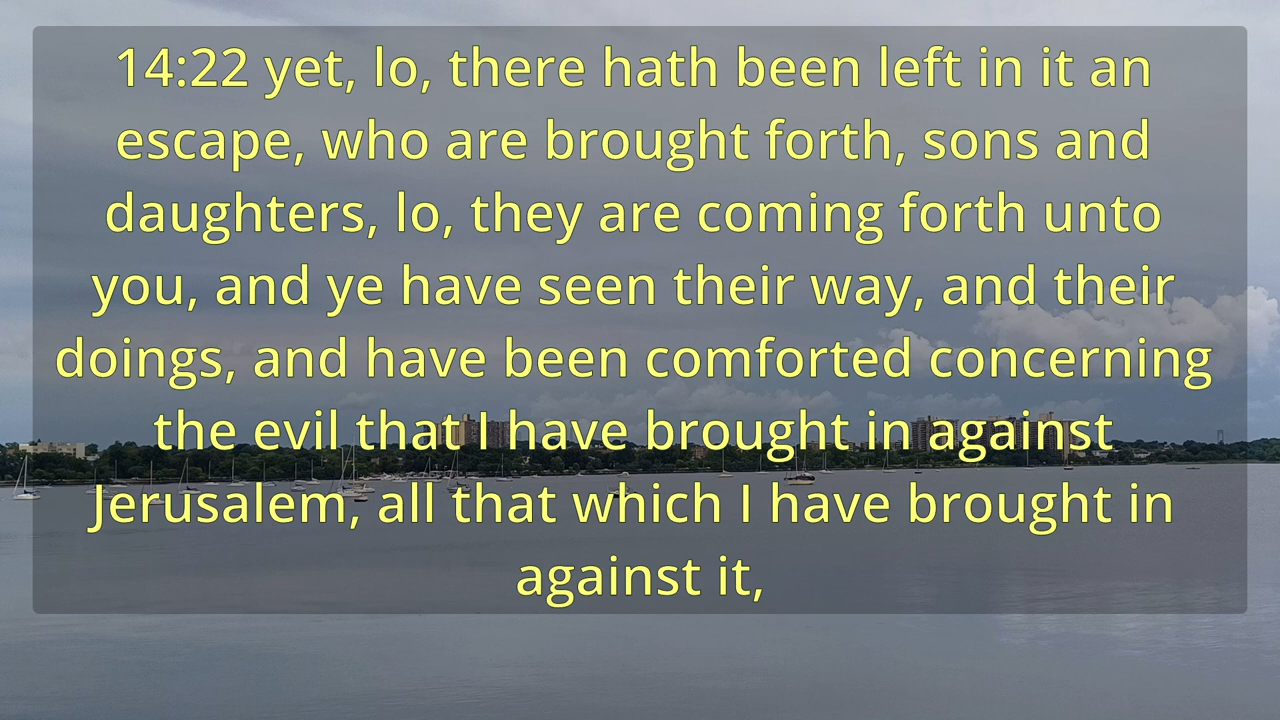 14:22 yet, lo, there hath been left in it an
escape, who are brought forth, sons and
daughters, lo, they are coming forth unto
you, and ye have seen their way, and their
doings, and have been comforted concerning
the evil that I have brought in against
Jerusalem, all that which I have brought in
against it,